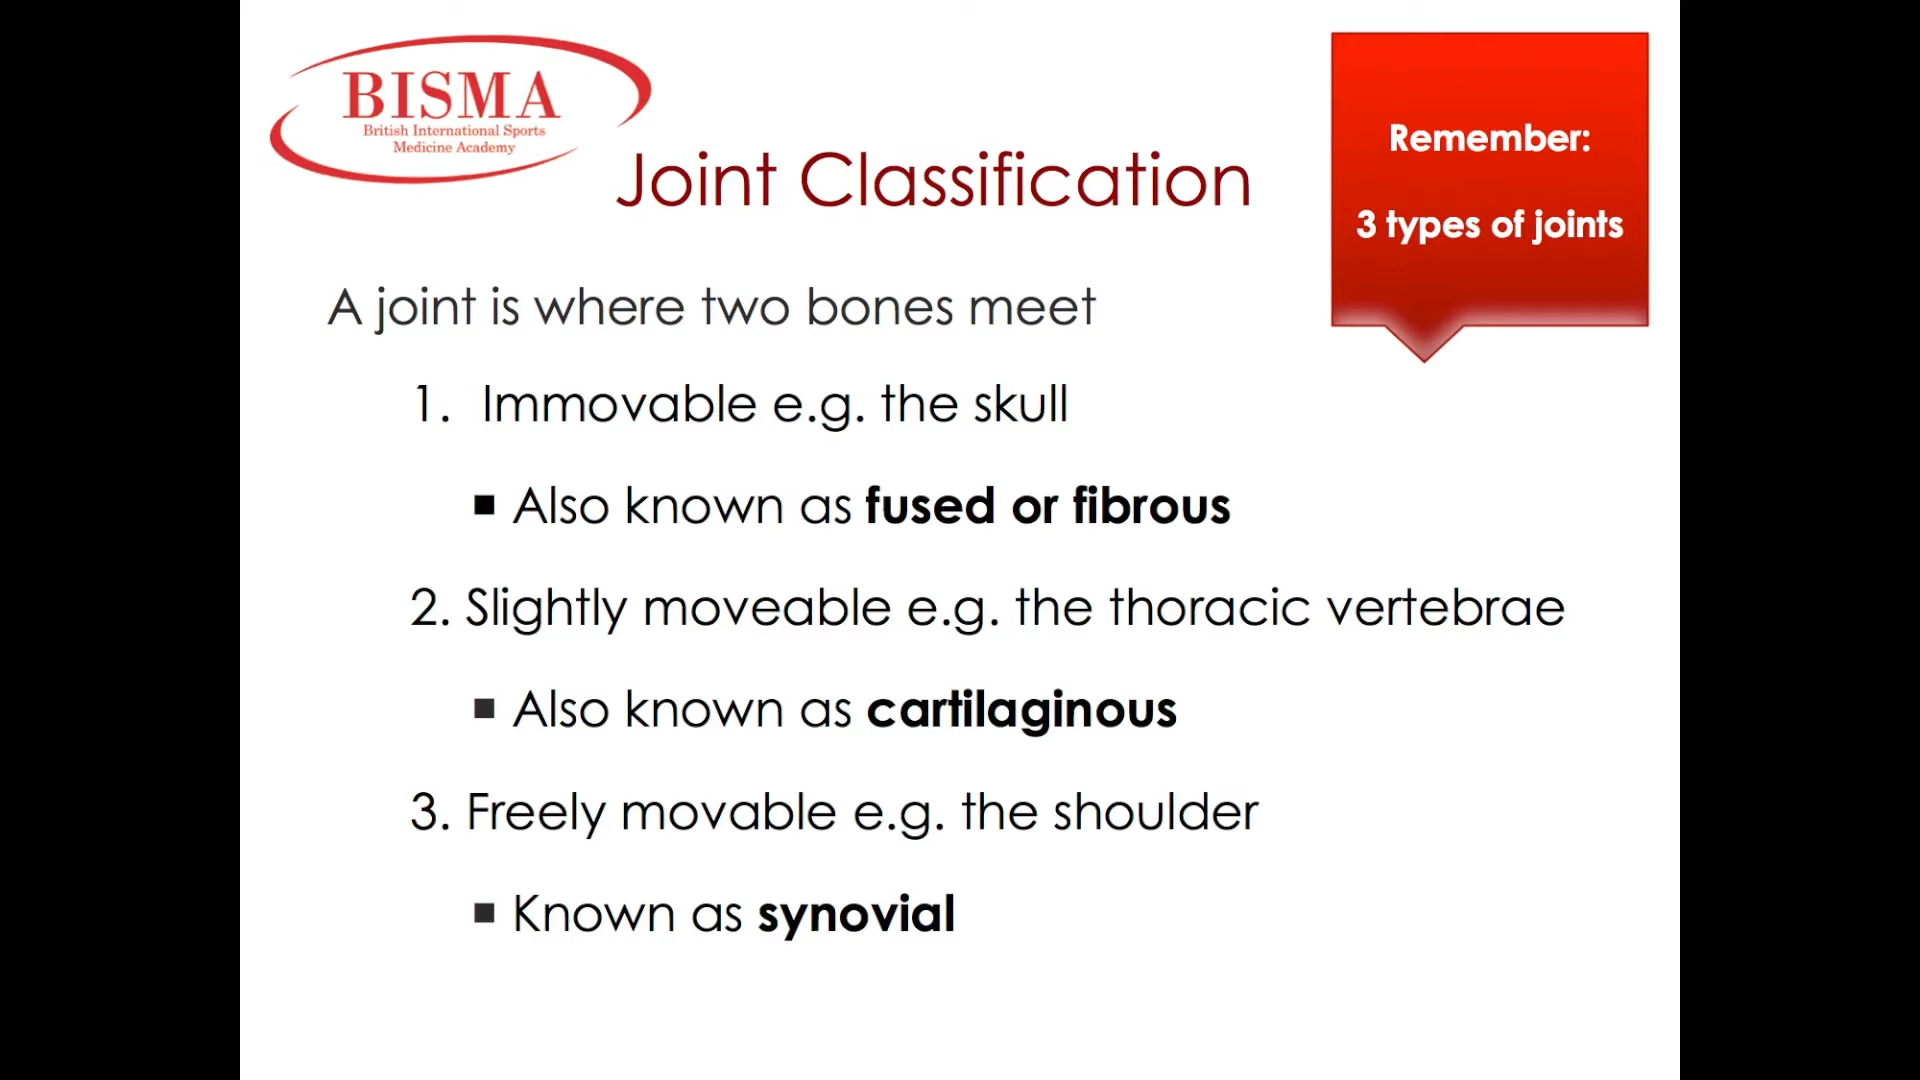 BISMA
British International Sports
Medicine Academy
Joint Classification
Remember:
3 types of joints
A joint is where two bones meet
1. Immovable e.g. the skull
▪ Also known as fused or fibrous
2. Slightly moveable e.g. the thoracic vertebrae
▪ Also known as cartilaginous
3. Freely movable e.g. the shoulder
▪ Known as synovial